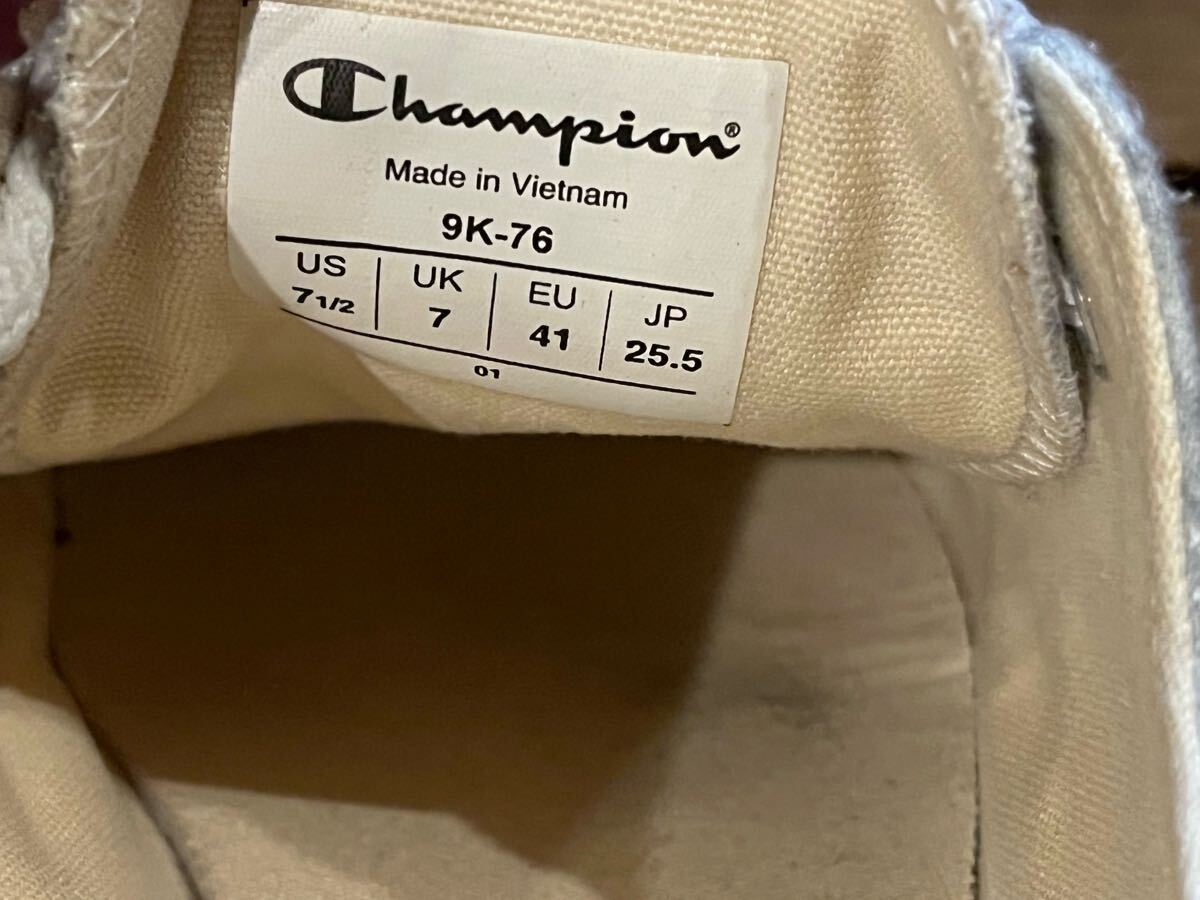 Champion®
Made in Vietnam
9K-76
US UK EU JP
7 1/2 7 41 25.5
01